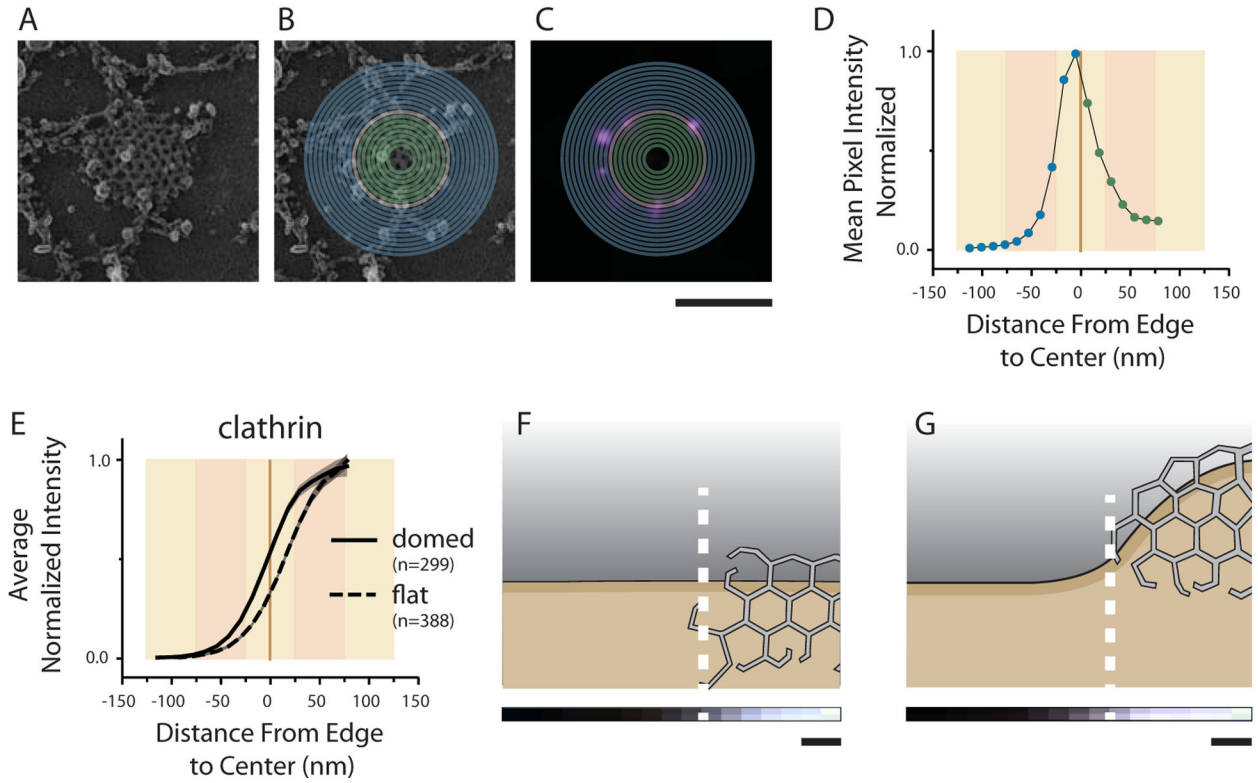 A
B
C
D
Mean Pixel Intensity
Normalized
1.0
0.0
-150
-100
-50
0
50
100
150
Distance From Edge
to Center (nm)
E
clathrin
Average
Normalized Intensity
1.0
0.0
domed
(n=299)
flat
(n=388)
-150
-100
-50
0
50
100
150
Distance From Edge
to Center (nm)
F
G